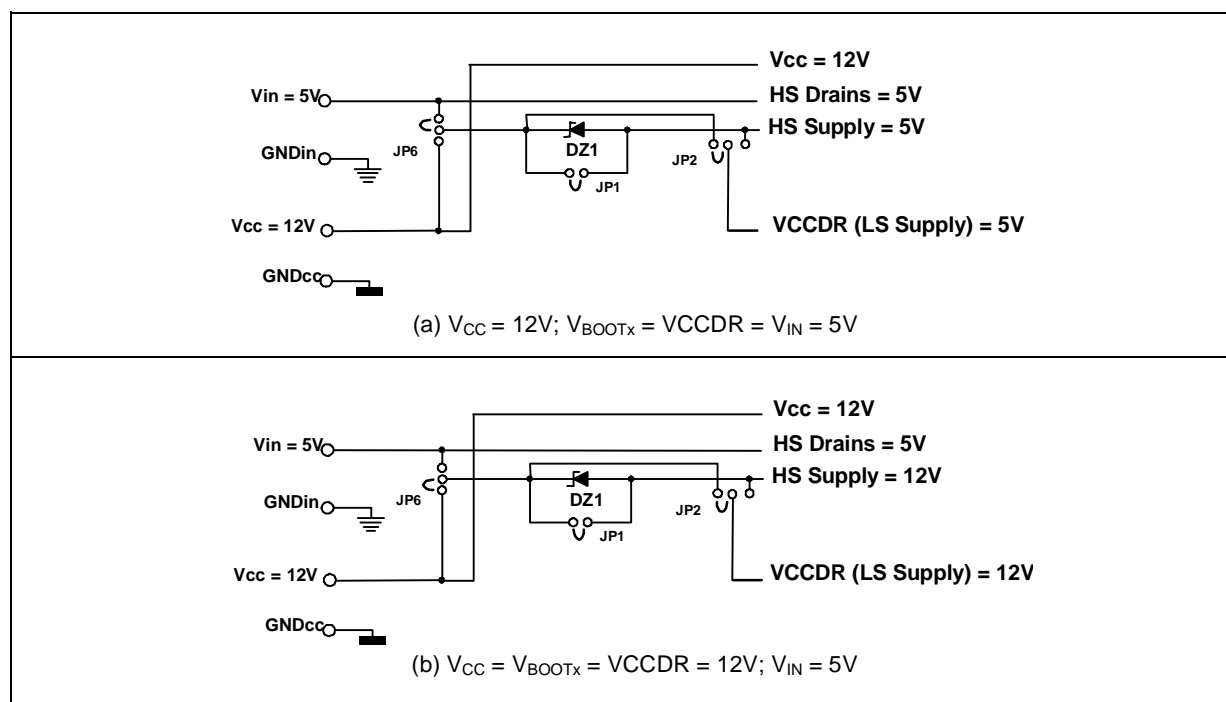 Vcc = 12V
Vin = 5V
HS Drains = 5V
HS Supply = 5V
JP6
DZ1
JP2
GNDin
JP1
Vcc = 12V
VCCDR (LS Supply) = 5V
GNDcc
(a) VCC = 12V; VBOOTx = VCCDR = VIN = 5V
Vcc = 12V
Vin = 5V
HS Drains = 5V
HS Supply = 12V
JP6
DZ1
JP2
GNDin
JP1
Vcc = 12V
VCCDR (LS Supply) = 12V
GNDcc
(b) VCC = VBOOTx = VCCDR = 12V; VIN = 5V